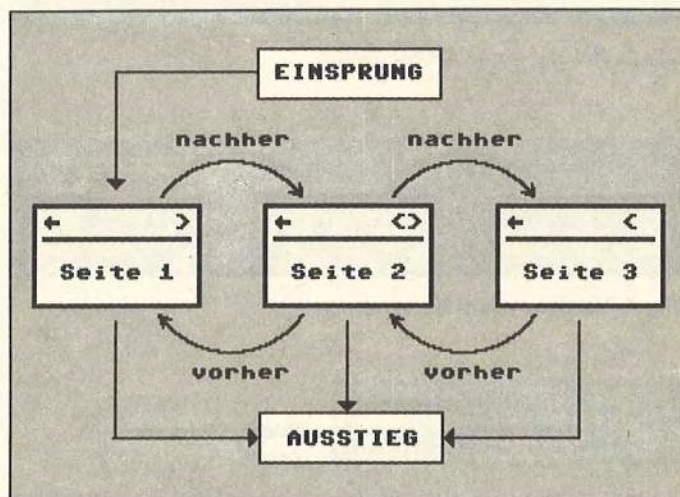 EINSPRUNG
nachher nachher
← > ← <> ← <
Seite 1 Seite 2 Seite 3
vorher vorher
AUSSTIEG